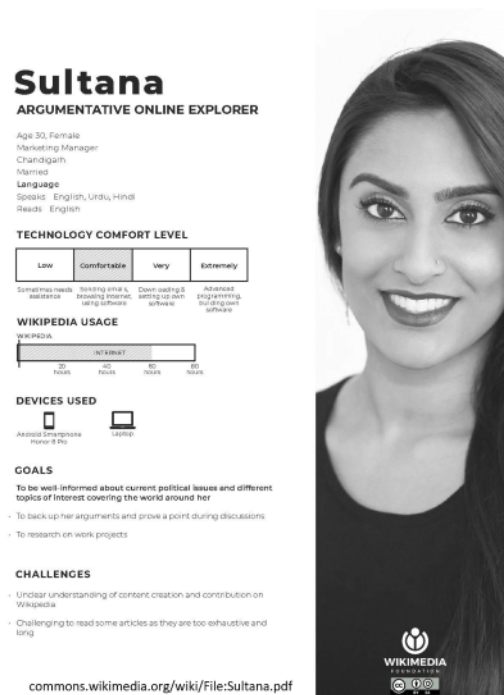 Sultana
ARGUMENTATIVE ONLINE EXPLORER
Age 30, Female
Marketing Manager
Chandigarh
Married
Language
Speaks English, Urdu, Hindi
Reads English
TECHNOLOGY COMFORT LEVEL
Low Comfortable Very Extremely
Sometimes needs assistance
Sending emails, browsing internet, using software
Downloading & setting up own software
Advanced programming, building own software
WIKIPEDIA USAGE
WIKIPEDIA
INTERNET
20 hours 40 hours 60 hours 80 hours
DEVICES USED
Android Smartphone Laptop
Honor 8 Pro
GOALS
To be well-informed about current political issues and different
topics of interest covering the world around her
To back up her arguments and prove a point during discussions
To research on work projects
CHALLENGES
Unclear understanding of content creation and contribution on
Wikipedia
Challenging to read some articles as they are too exhaustive and
long
WIKIMEDIA
FOUNDATION
cc BY SA
commons.wikimedia.org/wiki/File:Sultana.pdf